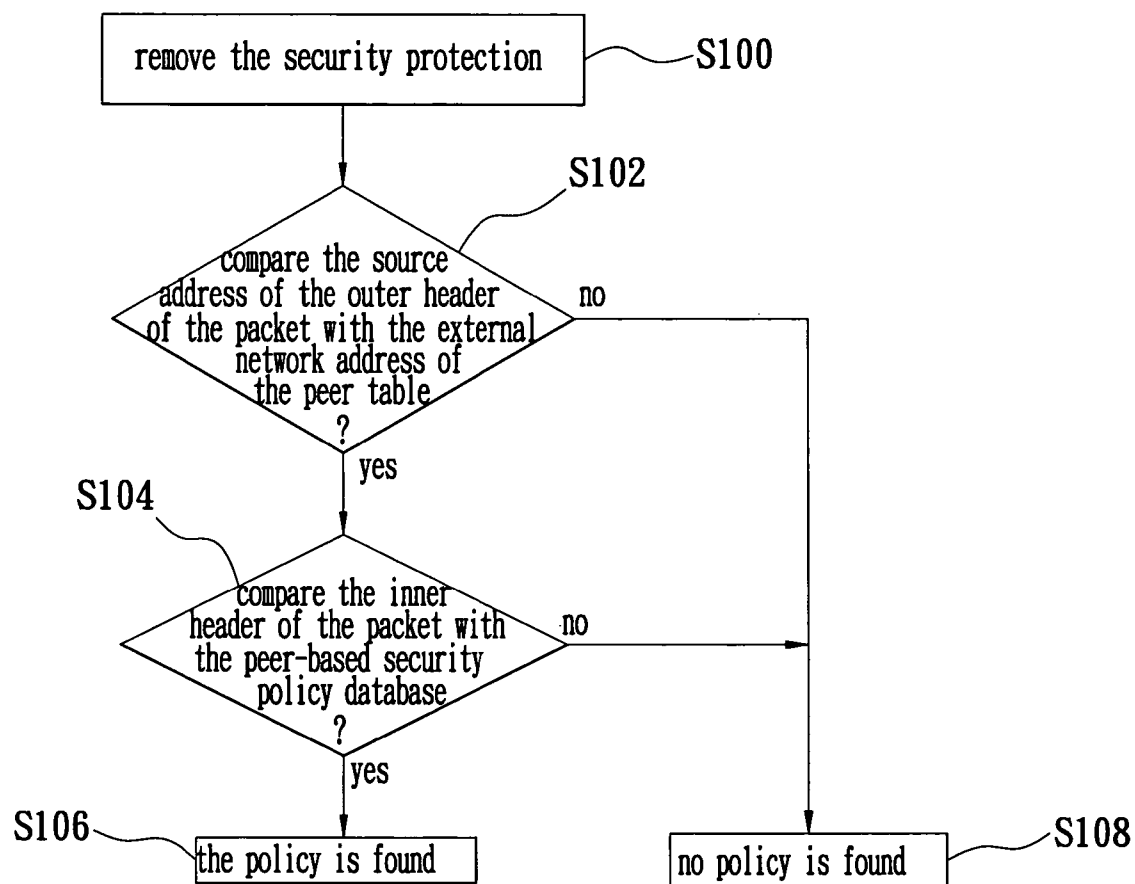 remove the security protection
S100
S102
compare the source
address of the outer header
of the packet with the external
network address of
the peer table
?
no
yes
S104
compare the inner
header of the packet with
the peer-based security
policy database
?
no
yes
S106
the policy is found
no policy is found
S108